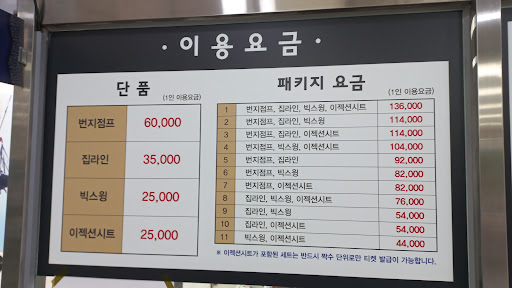 · 이용요금 ·
단 품
(1인 이용요금)
번지점프 60,000
집라인 35,000
빅스윙 25,000
이젝션시트 25,000
패키지 요금
(1인 이용요금)
1 번지점프, 집라인, 빅스윙, 이젝션시트 136,000
2 번지점프, 집라인, 빅스윙 114,000
3 번지점프, 집라인, 이젝션시트 114,000
4 번지점프, 빅스윙, 이젝션시트 104,000
5 번지점프, 집라인 92,000
6 번지점프, 빅스윙 82,000
7 번지점프, 이젝션시트 82,000
8 집라인, 빅스윙, 이젝션시트 76,000
9 집라인, 빅스윙 54,000
10 집라인, 이젝션시트 54,000
11 빅스윙, 이젝션시트 44,000
* 이젝션시트가 포함된 세트는 반드시 짝수 단위로만 티켓 발급이 가능합니다.